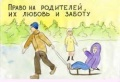 ПРАВО НА РОДИТЕЛЕЙ,
ИХ ЛЮБОВЬ И ЗАБОТУ